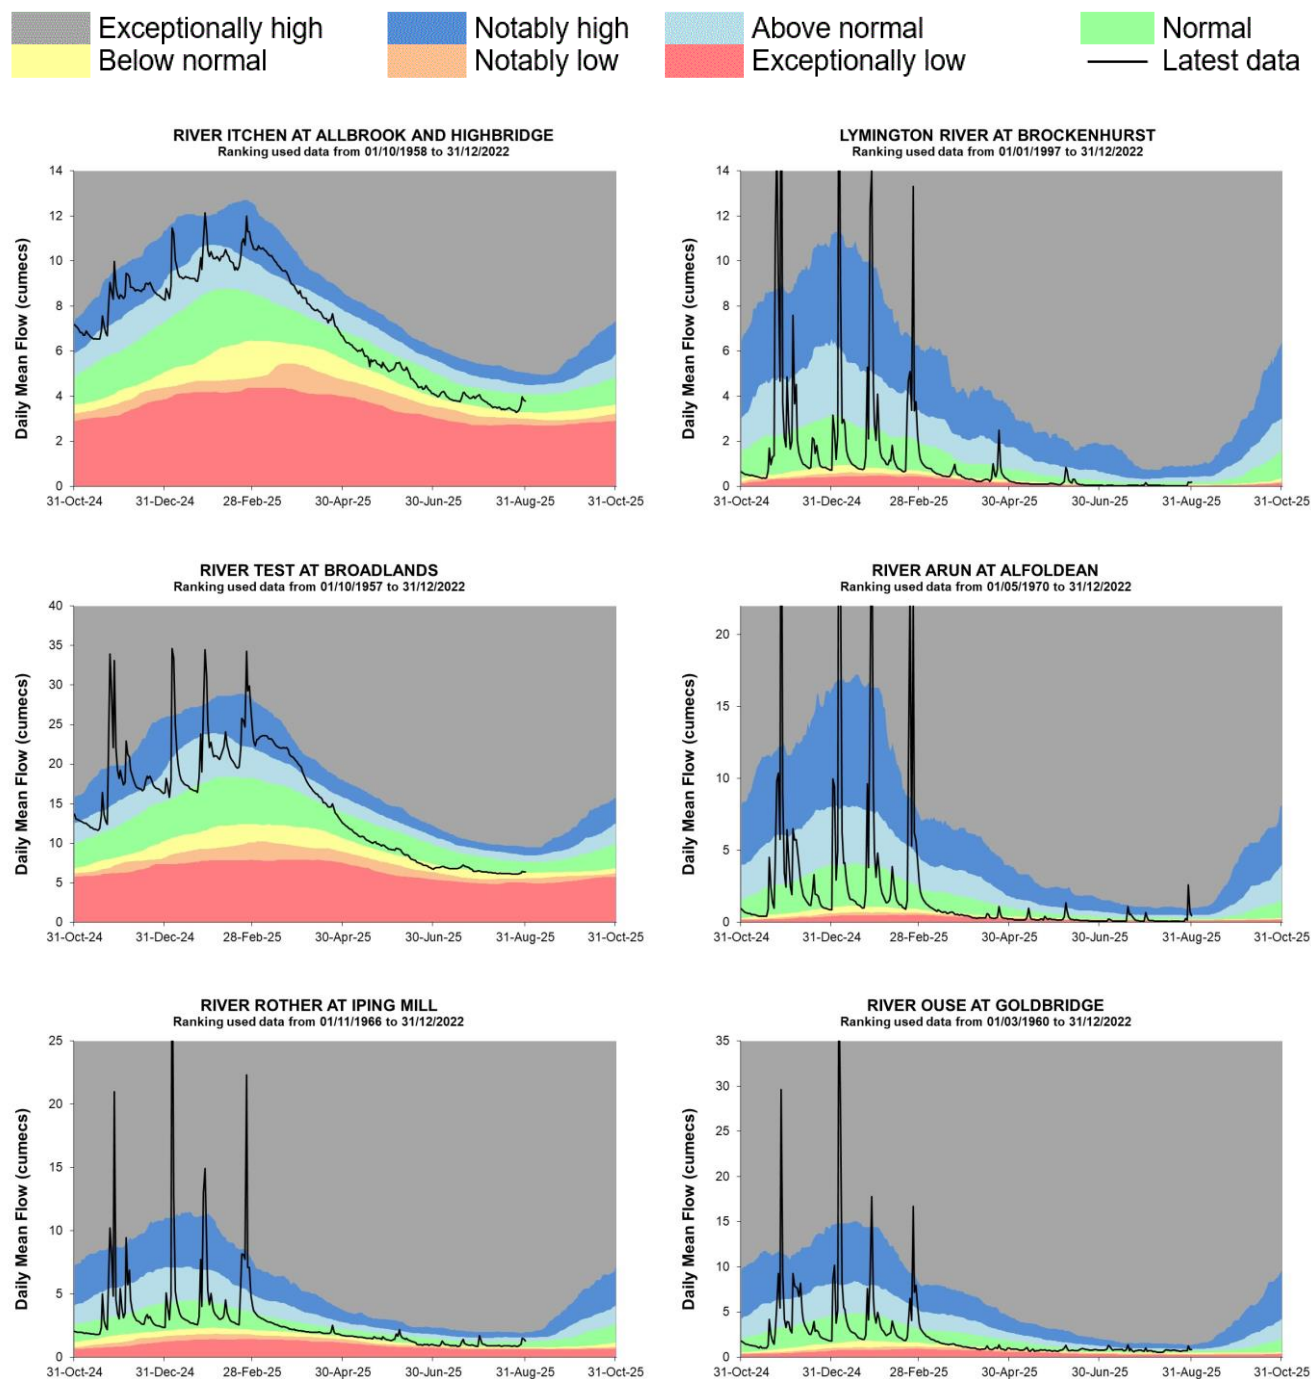 Exceptionally high Notably high Above normal Normal
Below normal Notably low Exceptionally low Latest data
RIVER ITCHEN AT ALLBROOK AND HIGHBRIDGE
Ranking used data from 01/10/1958 to 31/12/2022
Daily Mean Flow (cumecs)
14
12
10
8
6
4
2
0
31-Oct-24 31-Dec-24 28-Feb-25 30-Apr-25 30-Jun-25 31-Aug-25 31-Oct-25
LYMINGTON RIVER AT BROCKENHURST
Ranking used data from 01/01/1997 to 31/12/2022
Daily Mean Flow (cumecs)
14
12
10
8
6
4
2
0
31-Oct-24 31-Dec-24 28-Feb-25 30-Apr-25 30-Jun-25 31-Aug-25 31-Oct-25
RIVER TEST AT BROADLANDS
Ranking used data from 01/10/1957 to 31/12/2022
Daily Mean Flow (cumecs)
40
35
30
25
20
15
10
5
0
31-Oct-24 31-Dec-24 28-Feb-25 30-Apr-25 30-Jun-25 31-Aug-25 31-Oct-25
RIVER ARUN AT ALFOLDEAN
Ranking used data from 01/05/1970 to 31/12/2022
Daily Mean Flow (cumecs)
20
15
10
5
0
31-Oct-24 31-Dec-24 28-Feb-25 30-Apr-25 30-Jun-25 31-Aug-25 31-Oct-25
RIVER ROTHER AT IPING MILL
Ranking used data from 01/11/1966 to 31/12/2022
Daily Mean Flow (cumecs)
25
20
15
10
5
0
31-Oct-24 31-Dec-24 28-Feb-25 30-Apr-25 30-Jun-25 31-Aug-25 31-Oct-25
RIVER OUSE AT GOLDBRIDGE
Ranking used data from 01/03/1960 to 31/12/2022
Daily Mean Flow (cumecs)
35
30
25
20
15
10
5
0
31-Oct-24 31-Dec-24 28-Feb-25 30-Apr-25 30-Jun-25 31-Aug-25 31-Oct-25